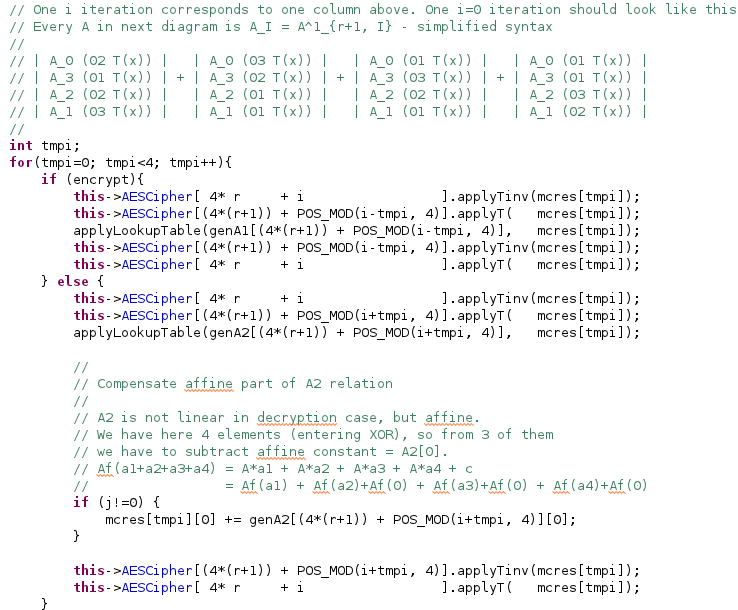 // One i iteration corresponds to one column above. One i=0 iteration should look like this
// Every A in next diagram is A_I = A^1_{r+1, I} - simplified syntax
//
// | A_0 (02 T(x)) |   | A_0 (03 T(x)) |   | A_0 (01 T(x)) |   | A_0 (01 T(x)) |
// | A_3 (01 T(x)) | + | A_3 (02 T(x)) | + | A_3 (03 T(x)) | + | A_3 (01 T(x)) |
// | A_2 (02 T(x)) |   | A_2 (01 T(x)) |   | A_2 (02 T(x)) |   | A_2 (03 T(x)) |
// | A_1 (03 T(x)) |   | A_1 (01 T(x)) |   | A_1 (01 T(x)) |   | A_1 (02 T(x)) |
//
int tmpi;
for(tmpi=0; tmpi<4; tmpi++){
    if (encrypt){
        this->AESCipher[ 4* r     + i                 ].applyTinv(mcres[tmpi]);
        this->AESCipher[(4*(r+1)) + POS_MOD(i-tmpi, 4)].applyT(   mcres[tmpi]);
        applyLookupTable(genA1[(4*(r+1)) + POS_MOD(i-tmpi, 4)],   mcres[tmpi]);
        this->AESCipher[(4*(r+1)) + POS_MOD(i-tmpi, 4)].applyTinv(mcres[tmpi]);
        this->AESCipher[ 4* r     + i                 ].applyT(   mcres[tmpi]);
    } else {
        this->AESCipher[ 4* r     + i                 ].applyTinv(mcres[tmpi]);
        this->AESCipher[(4*(r+1)) + POS_MOD(i+tmpi, 4)].applyT(   mcres[tmpi]);
        applyLookupTable(genA2[(4*(r+1)) + POS_MOD(i+tmpi, 4)],   mcres[tmpi]);

        //
        // Compensate affine part of A2 relation
        //
        // A2 is not linear in decryption case, but affine.
        // We have here 4 elements (entering XOR), so from 3 of them
        // we have to subtract affine constant = A2[0].
        // Af(a1+a2+a3+a4) = A*a1 + A*a2 + A*a3 + A*a4 + c
        //                 = Af(a1) + Af(a2)+Af(0) + Af(a3)+Af(0) + Af(a4)+Af(0)
        if (j!=0) {
            mcres[tmpi][0] += genA2[(4*(r+1)) + POS_MOD(i+tmpi, 4)][0];
        }

        this->AESCipher[(4*(r+1)) + POS_MOD(i+tmpi, 4)].applyTinv(mcres[tmpi]);
        this->AESCipher[ 4* r     + i                 ].applyT(   mcres[tmpi]);
    }